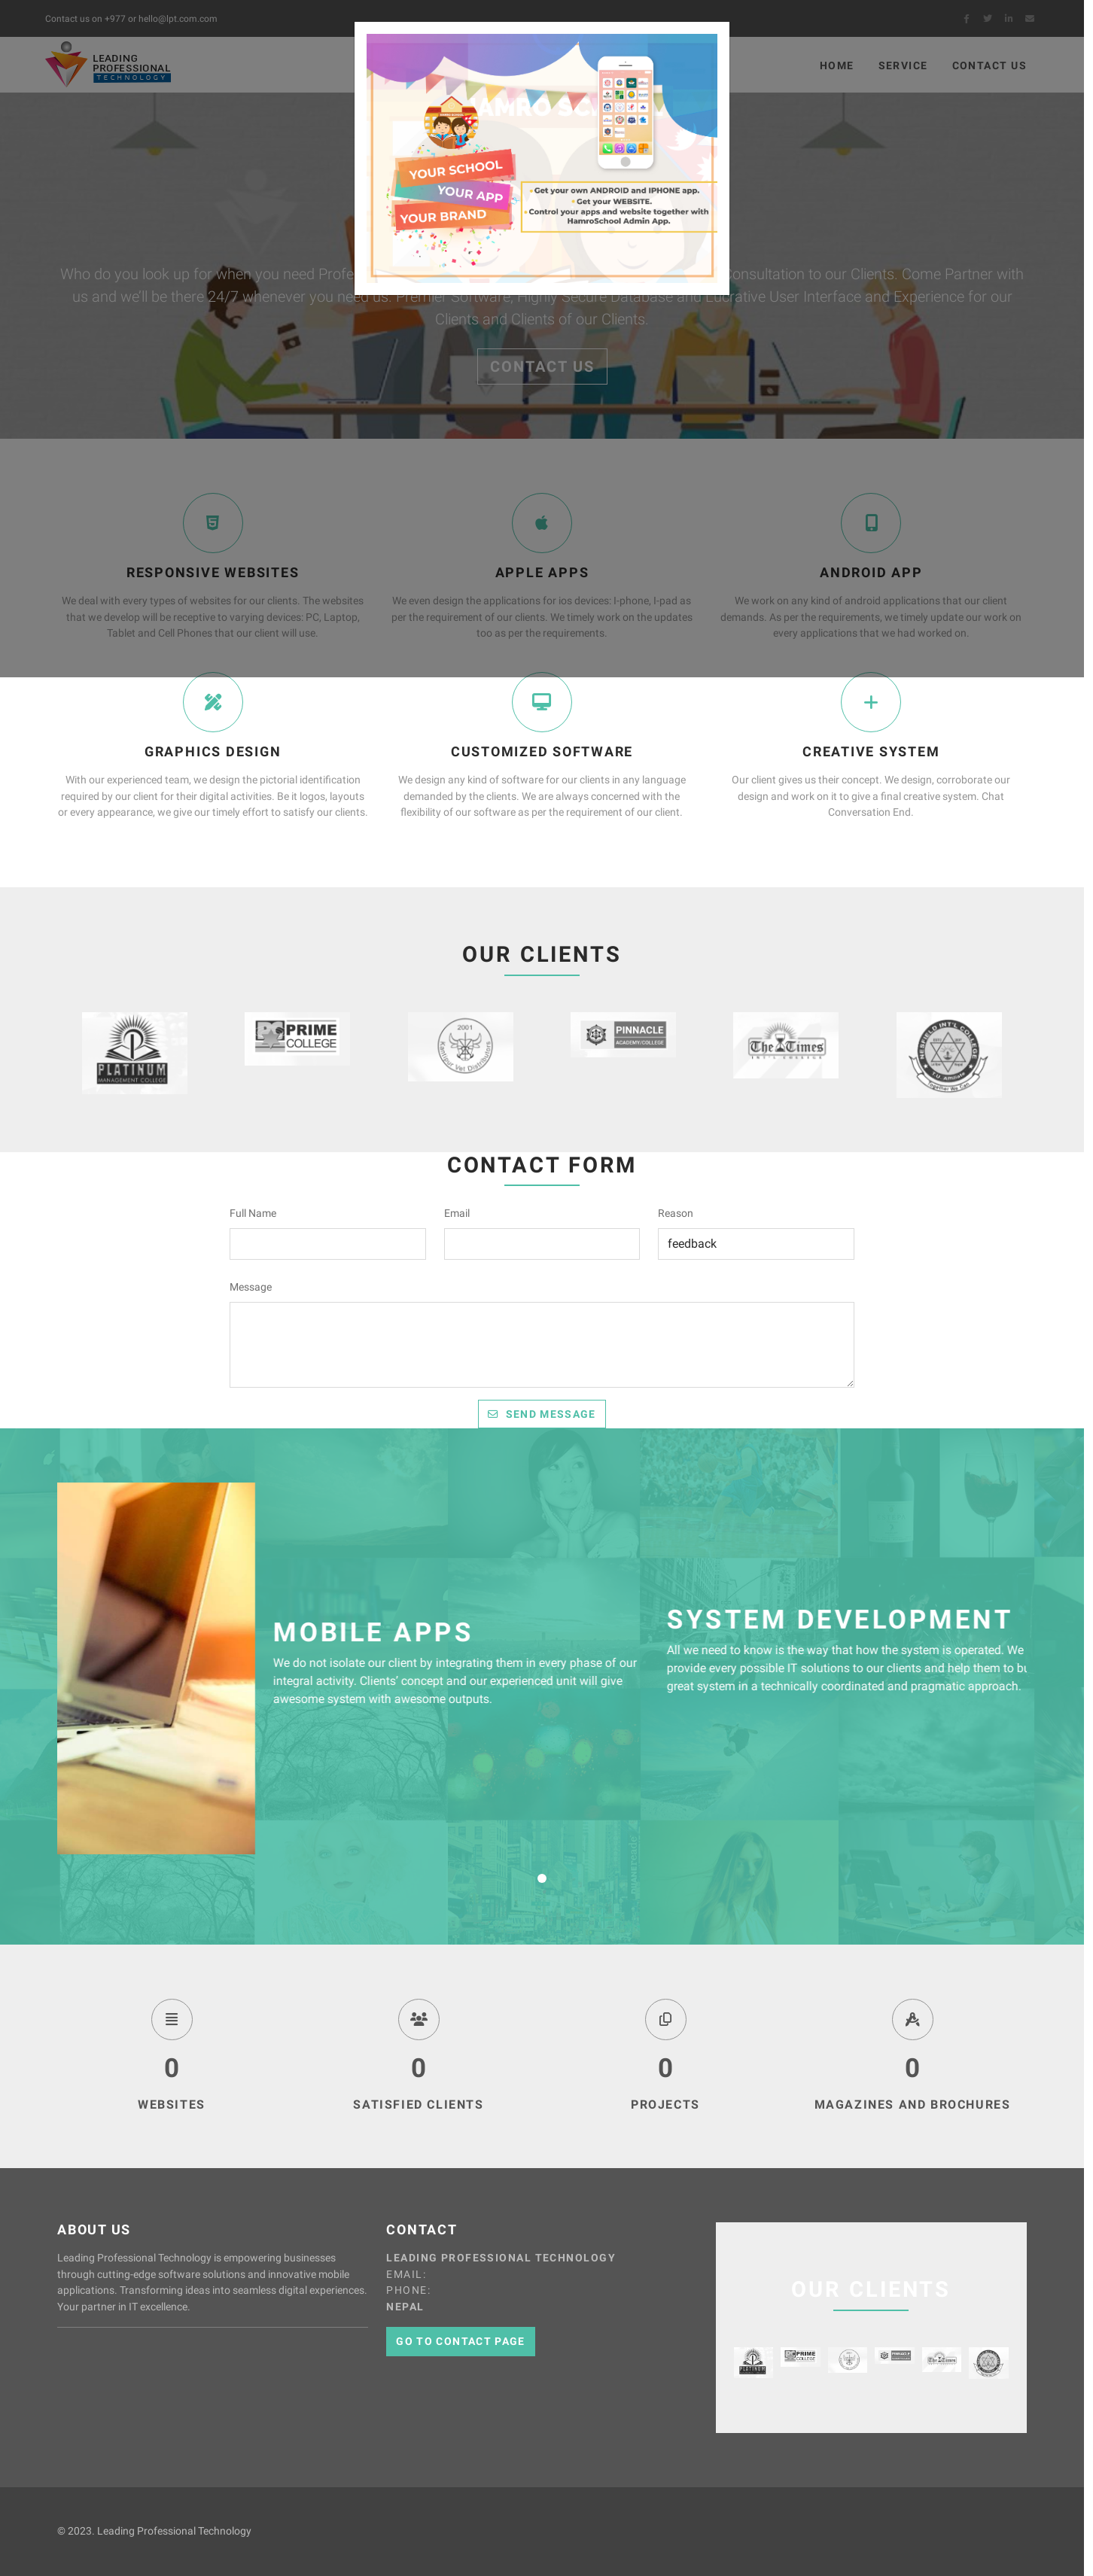 Contact us on +977 or hello@lpt.com.com
LEADING
PROFESSIONAL
TECHNOLOGY
HOME
SERVICE
CONTACT US
YOUR SCHOOL
YOUR APP
YOUR BRAND
Get your own ANDROID and IPHONE app.
Get your WEBSITE.
Control your apps and website together with
HamroSchool Admin App.
Who do you look up for when you need Profe
Consultation to our Clients. Come Partner with
us and we'll be there 24/7 whenever you need us. Premier Software, Highly Secure Database and Lucrative User Interface and Experience for our
Clients and Clients of our Clients.
CONTACT US
RESPONSIVE WEBSITES
We deal with every types of websites for our clients. The websites
that we develop will be receptive to varying devices: PC, Laptop,
Tablet and Cell Phones that our client will use.
APPLE APPS
We even design the applications for ios devices: I-phone, I-pad as
per the requirement of our clients. We timely work on the updates
too as per the requirements.
ANDROID APP
We work on any kind of android applications that our client
demands. As per the requirements, we timely update our work on
every applications that we had worked on.
GRAPHICS DESIGN
With our experienced team, we design the pictorial identification
required by our client for their digital activities. Be it logos, layouts
or every appearance, we give our timely effort to satisfy our clients.
CUSTOMIZED SOFTWARE
We design any kind of software for our clients in any language
demanded by the clients. We are always concerned with the
flexibility of our software as per the requirement of our client.
CREATIVE SYSTEM
Our client gives us their concept. We design, corroborate our
design and work on it to give a final creative system. Chat
Conversation End.
OUR CLIENTS
PLATINUM
MANAGEMENT COLLEGE
PRIME
COLLEGE
2001
Kantipur Vet Distributors
PINNACLE
ACADEMY/COLLEGE
The Times
INT'L COLLEGE
Together We Can
CONTACT FORM
Full Name
Email
Reason
feedback
Message
SEND MESSAGE
MOBILE APPS
We do not isolate our client by integrating them in every phase of our
integral activity. Clients' concept and our experienced unit will give
awesome system with awesome outputs.
SYSTEM DEVELOPMENT
All we need to know is the way that how the system is operated. We
provide every possible IT solutions to our clients and help them to bu
great system in a technically coordinated and pragmatic approach.
0
WEBSITES
0
SATISFIED CLIENTS
0
PROJECTS
0
MAGAZINES AND BROCHURES
ABOUT US
Leading Professional Technology is empowering businesses
through cutting-edge software solutions and innovative mobile
applications. Transforming ideas into seamless digital experiences.
Your partner in IT excellence.
CONTACT
LEADING PROFESSIONAL TECHNOLOGY
EMAIL:
PHONE:
NEPAL
GO TO CONTACT PAGE
OUR CLIENTS
PLATINUM
PRIME
COLLEGE
PINNACLE
The Times
© 2023. Leading Professional Technology